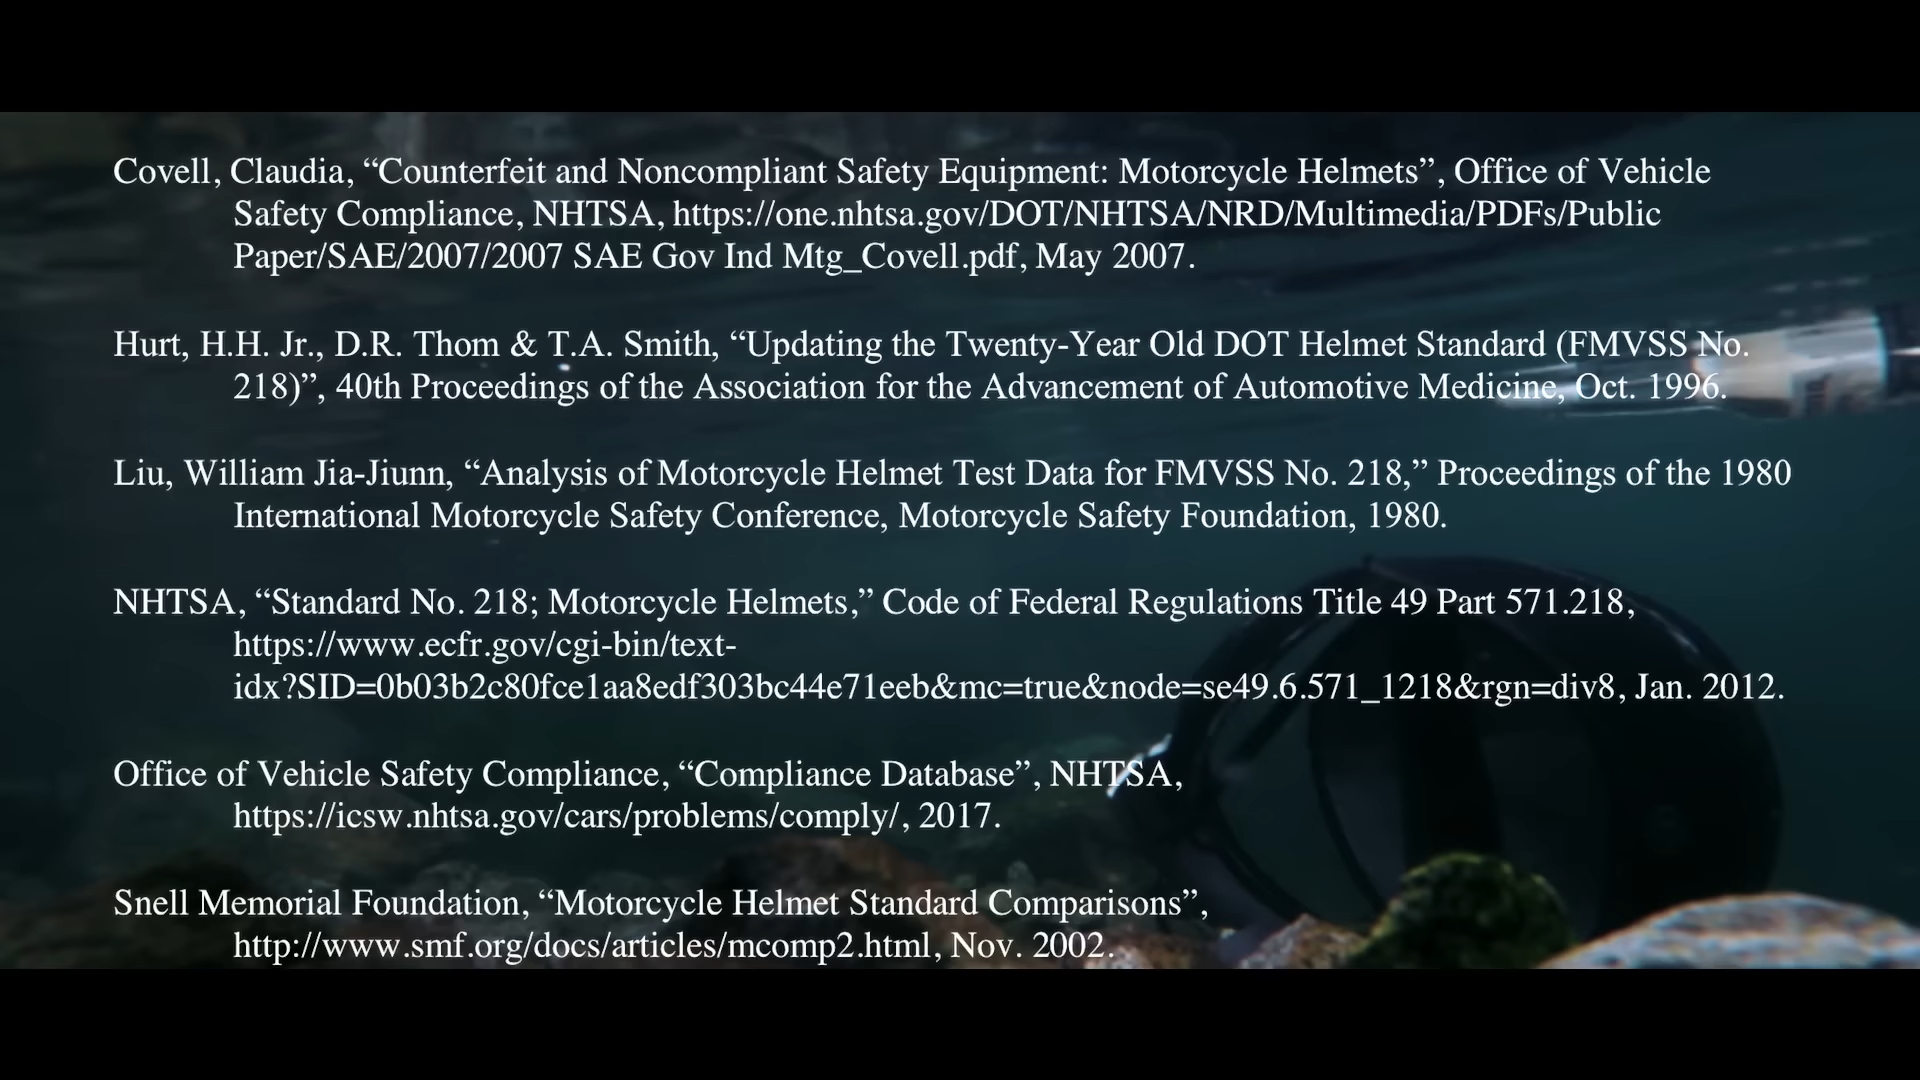 Covell, Claudia, “Counterfeit and Noncompliant Safety Equipment: Motorcycle Helmets”, Office of Vehicle
Safety Compliance, NHTSA, https://one.nhtsa.gov/DOT/NHTSA/NRD/Multimedia/PDFs/Public
Paper/SAE/2007/2007 SAE Gov Ind Mtg_Covell.pdf, May 2007.
Hurt, H.H. Jr., D.R. Thom & T.A. Smith, “Updating the Twenty-Year Old DOT Helmet Standard (FMVSS No.
218)”, 40th Proceedings of the Association for the Advancement of Automotive Medicine, Oct. 1996.
Liu, William Jia-Jiunn, “Analysis of Motorcycle Helmet Test Data for FMVSS No. 218,” Proceedings of the 1980
International Motorcycle Safety Conference, Motorcycle Safety Foundation, 1980.
NHTSA, “Standard No. 218; Motorcycle Helmets,” Code of Federal Regulations Title 49 Part 571.218,
https://www.ecfr.gov/cgi-bin/text-
idx?SID=0b03b2c80fce1aa8edf303bc44e71eeb&mc=true&node=se49.6.571_1218&rgn=div8, Jan. 2012.
Office of Vehicle Safety Compliance, “Compliance Database”, NHTSA,
https://icsw.nhtsa.gov/cars/problems/comply/, 2017.
Snell Memorial Foundation, “Motorcycle Helmet Standard Comparisons”,
http://www.smf.org/docs/articles/mcomp2.html, Nov. 2002.